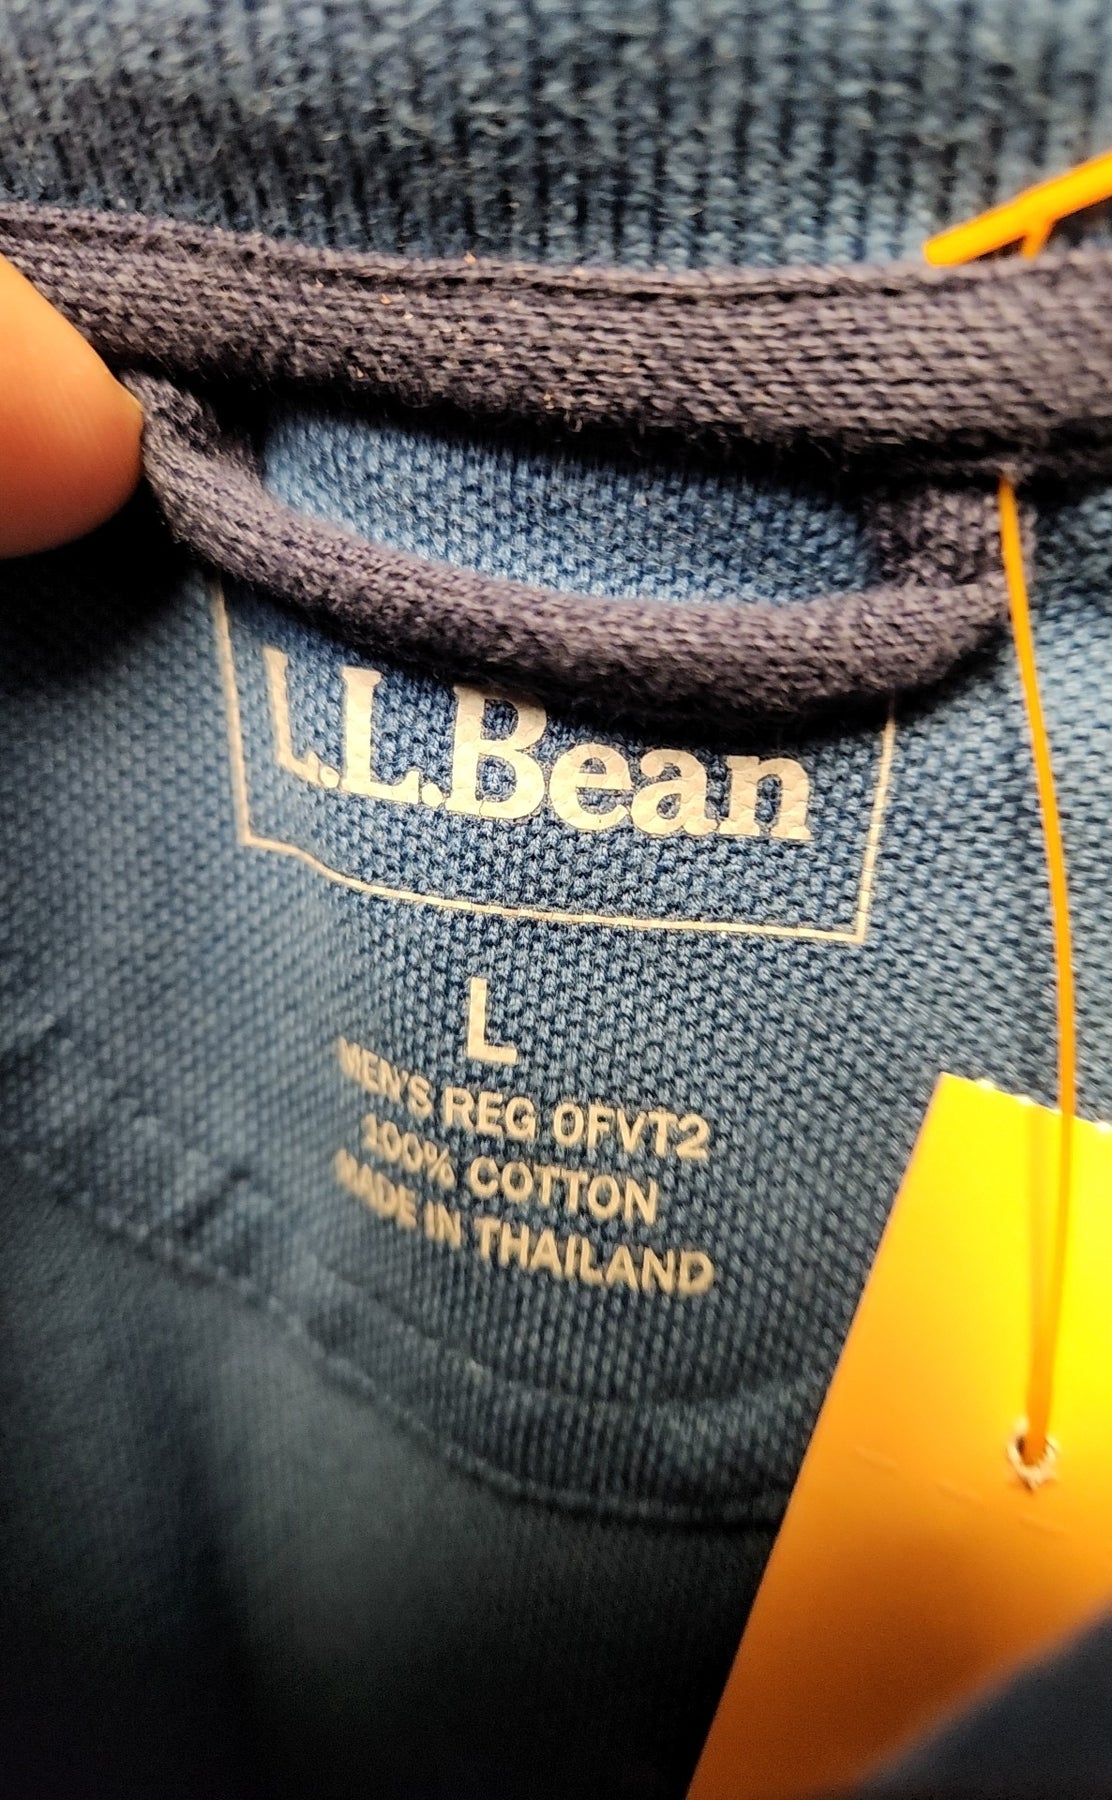 L.L.Bean
L
MEN'S REG 0FVT2
100% COTTON
MADE IN THAILAND